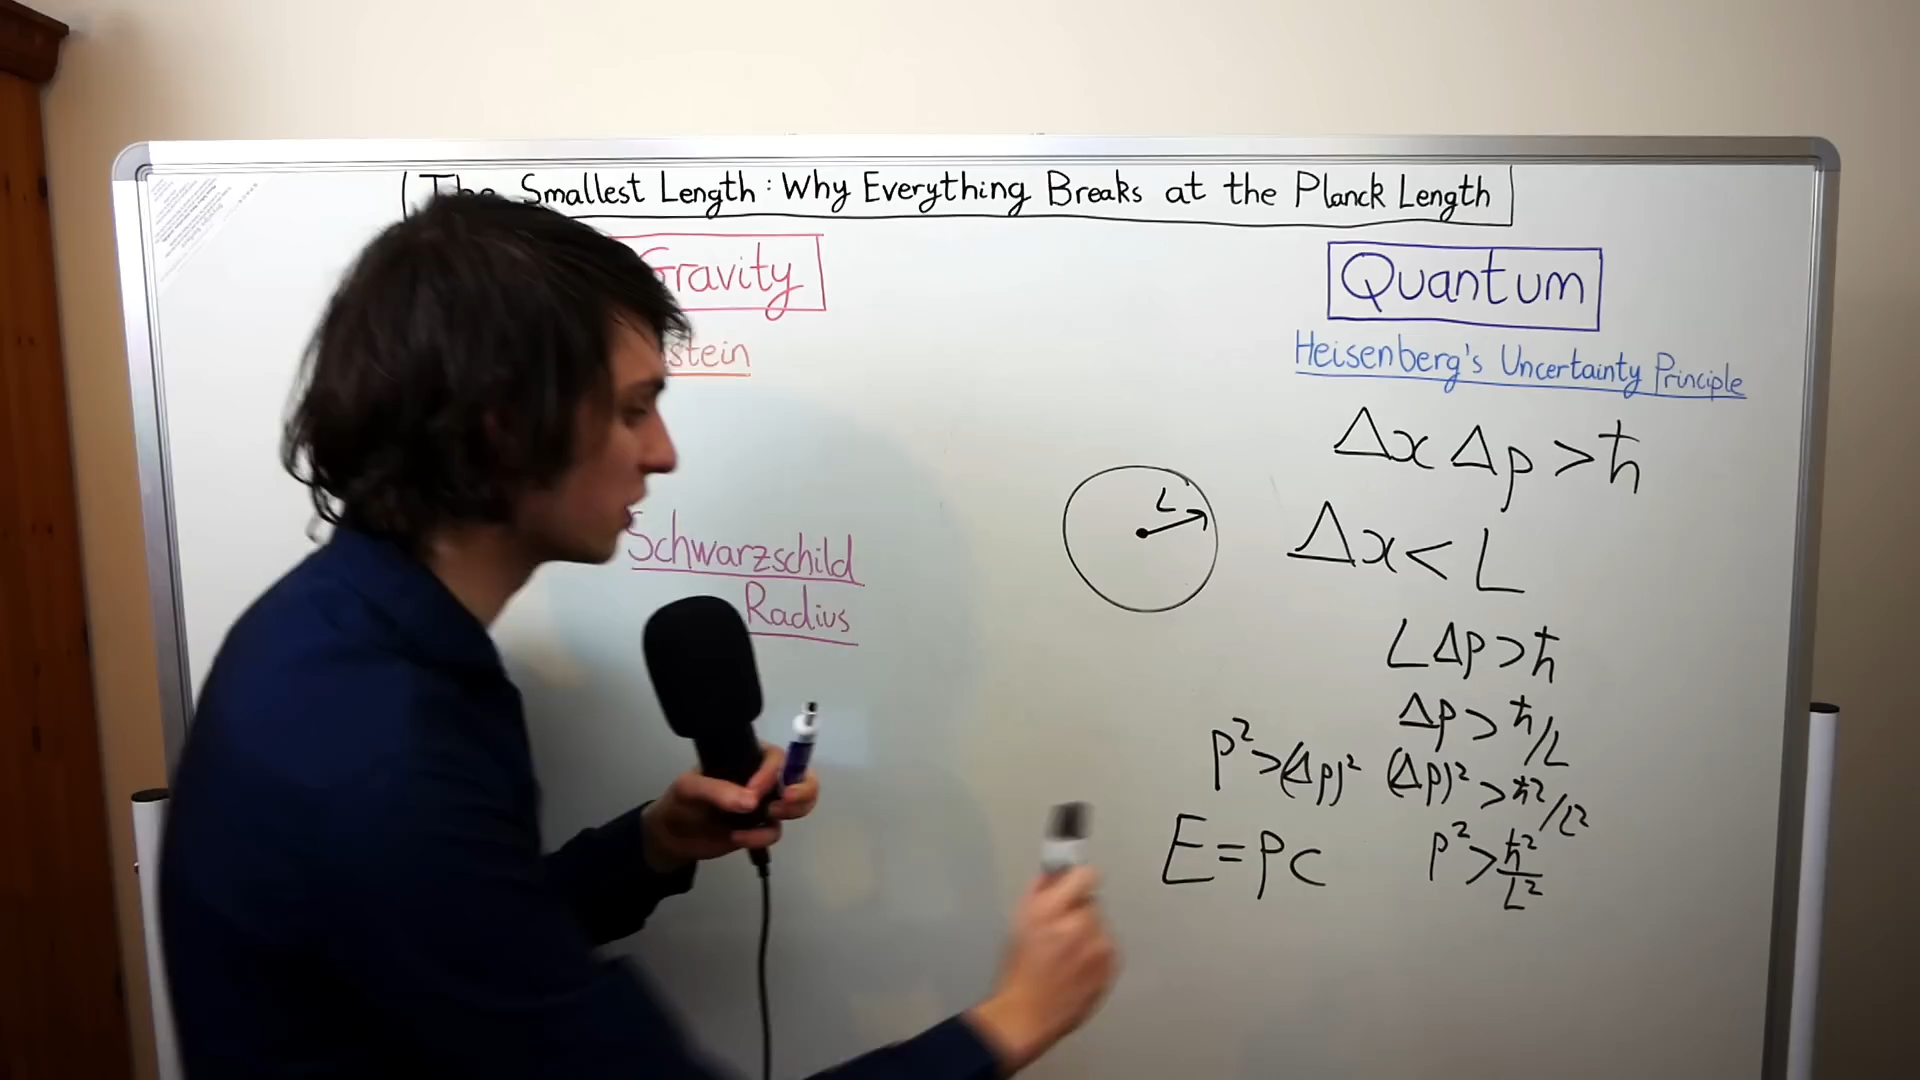 The Smallest Length: Why Everything Breaks at the Planck Length
Gravity
stein
Schwarzschild
Radius
Quantum
Heisenberg's Uncertainty Principle
Δx Δp > ħ
L
Δx < L
L Δp > ħ
Δp > ħ/L
p² > (Δp)² (Δp)² > ħ²/L²
E = pc p² > ħ²/L²